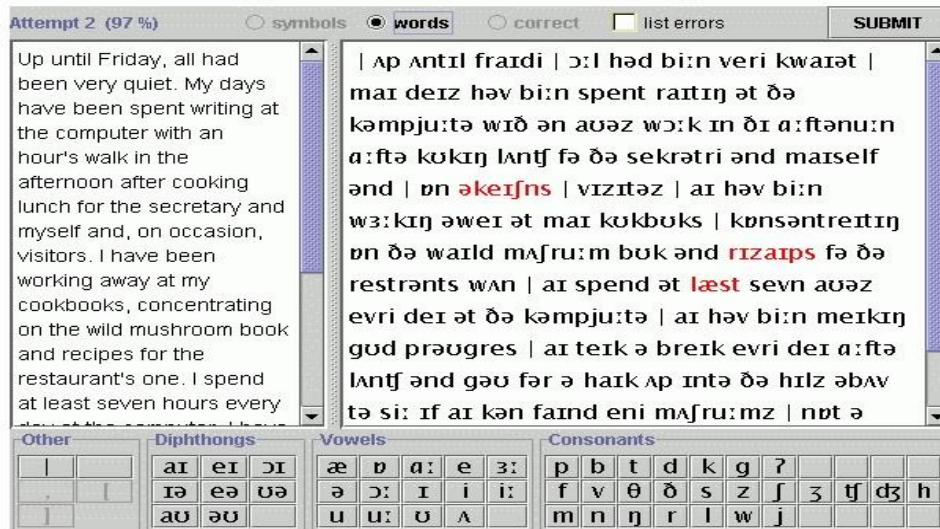 Attempt 2 (97 %) symbols words correct list errors SUBMIT
Up until Friday, all had
been very quiet. My days
have been spent writing at
the computer with an
hour's walk in the
afternoon after cooking
lunch for the secretary and
myself and, on occasion,
visitors. I have been
working away at my
cookbooks, concentrating
on the wild mushroom book
and recipes for the
restaurant's one. I spend
at least seven hours every
day at the computer. I have
| ʌp ʌntɪl fraɪdi | ɔːl həd biːn veri kwaɪət |
maɪ deɪz həv biːn spent raɪtɪŋ ət ðə
kəmpjuːtə wɪð ən aʊəz wɔːk ɪn ðɪ ɑːftənuːn
ɑːftə kʊkɪŋ lʌnʧ fə ðə sekrətri ənd maɪself
ənd | ɒn əkeɪʃns | vɪzɪtəz | aɪ həv biːn
wɜːkɪŋ əweɪ ət maɪ kʊkbʊks | kɒnsəntreɪtɪŋ
ɒn ðə waɪld mʌʃruːm bʊk ənd rɪzaɪps fə ðə
restrənts wʌn | aɪ spend ət læst sevn aʊəz
evri deɪ ət ðə kəmpjuːtə | aɪ həv biːn meɪkɪŋ
gʊd prəʊgres | aɪ teɪk ə breɪk evri deɪ ɑːftə
lʌnʧ ənd gəʊ fər ə haɪk ʌp ɪntə ðə hɪlz əbʌv
tə siː ɪf aɪ kən faɪnd eni mʌʃruːmz | nɒt ə
Other Diphthongs Vowels Consonants
| aɪ eɪ ɔɪ æ ɒ ɑː e ɜː p b t d k g ʔ
, [ ɪə eə ʊə ə ɔː ɪ i iː f v θ ð s z ʃ ʒ ʧ ʤ h
] aʊ əʊ u uː ʊ ʌ m n ŋ r l w j